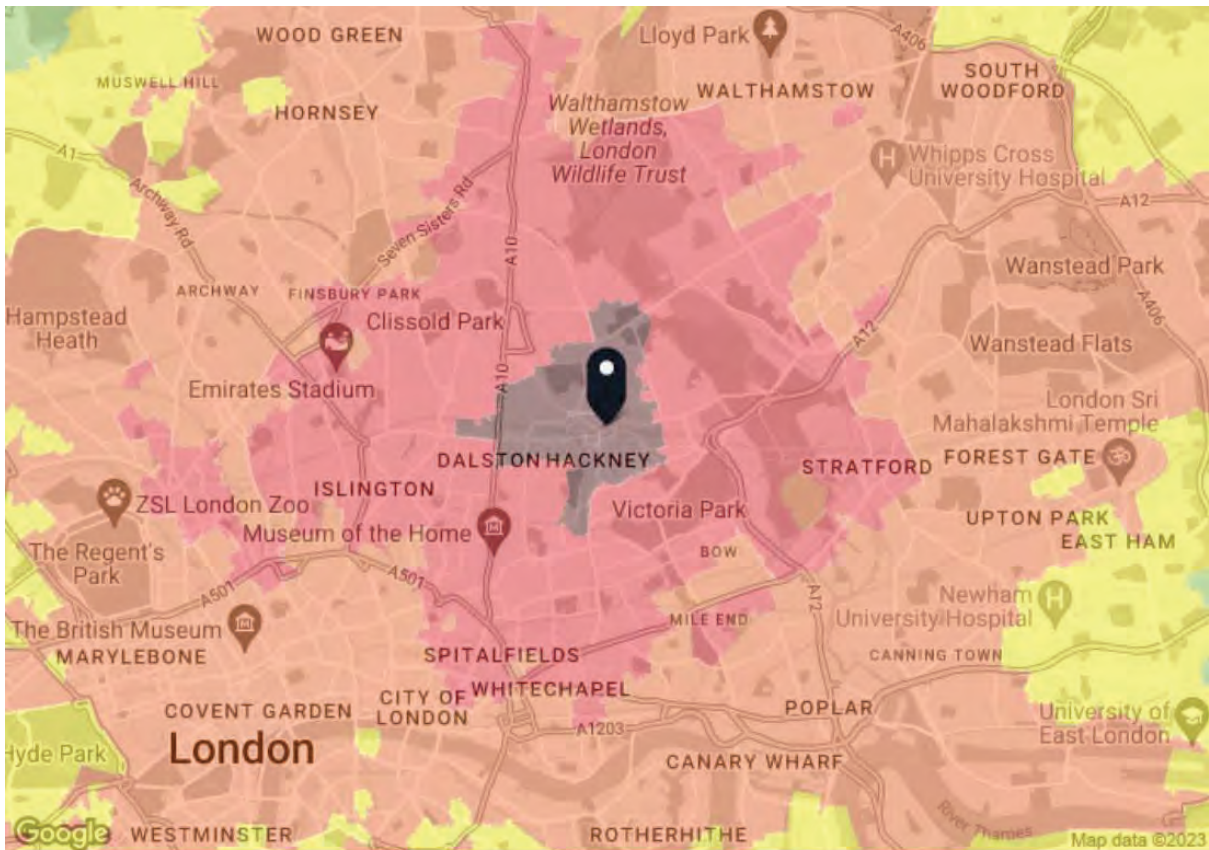 WOOD GREEN
Lloyd Park
A406
MUSWELL HILL
HORNSEY
WALTHAMSTOW
SOUTH
WOODFORD
Walthamstow
Wetlands,
London
Wildlife Trust
A1
Archway Rd
Seven Sisters Rd
A10
Whipps Cross
University Hospital
A12
ARCHWAY
FINSBURY PARK
Clissold Park
Wanstead Park
A406
Hampstead
Heath
A12
Wanstead Flats
Emirates Stadium
A10
London Sri
Mahalakshmi Temple
DALSTON
HACKNEY
STRATFORD
FOREST GATE
ISLINGTON
ZSL London Zoo
Victoria Park
Museum of the Home
UPTON PARK
EAST HAM
The Regent's
Park
BOW
A501
A501
A12
Newham
University Hospital
The British Museum
MILE END
MARYLEBONE
SPITALFIELDS
CANNING TOWN
WHITECHAPEL
CITY OF
LONDON
COVENT GARDEN
POPLAR
University of
East London
A1203
London
Hyde Park
CANARY WHARF
River Thames
Google
WESTMINSTER
ROTHERHITHE
Map data ©2023